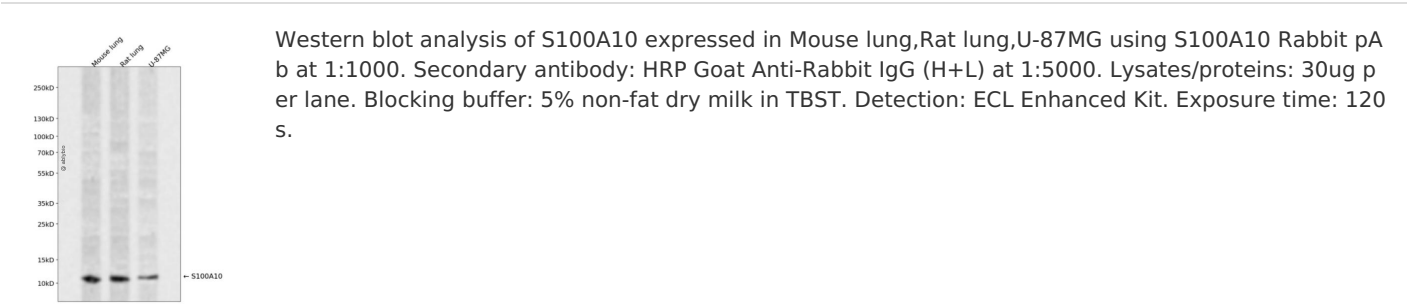 Mouse lung
Rat lung
U-87MG
250kD
130kD
100kD
70kD
55kD
35kD
25kD
15kD
10kD
@ ablybio
← S100A10
Western blot analysis of S100A10 expressed in Mouse lung,Rat lung,U-87MG using S100A10 Rabbit pA
b at 1:1000. Secondary antibody: HRP Goat Anti-Rabbit IgG (H+L) at 1:5000. Lysates/proteins: 30ug p
er lane. Blocking buffer: 5% non-fat dry milk in TBST. Detection: ECL Enhanced Kit. Exposure time: 120
s.